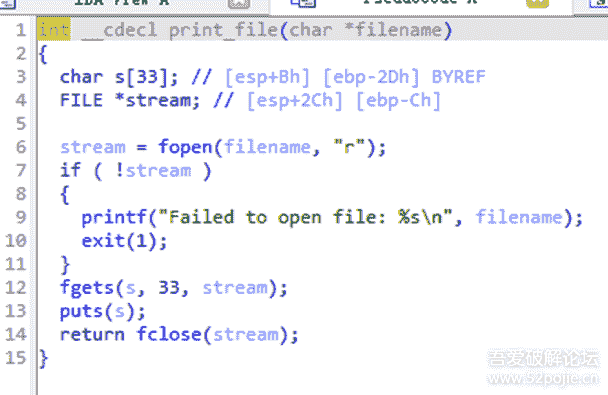 IDA View A
Pseudocode A
1 int __cdecl print_file(char *filename)
2 {
3 char s[33]; // [esp+Bh] [ebp-2Dh] BYREF
4 FILE *stream; // [esp+2Ch] [ebp-Ch]
5
6 stream = fopen(filename, "r");
7 if ( !stream )
8 {
9 printf("Failed to open file: %s\n", filename);
10 exit(1);
11 }
12 fgets(s, 33, stream);
13 puts(s);
14 return fclose(stream);
15 }
吾爱破解论坛
www.52pojie.cn